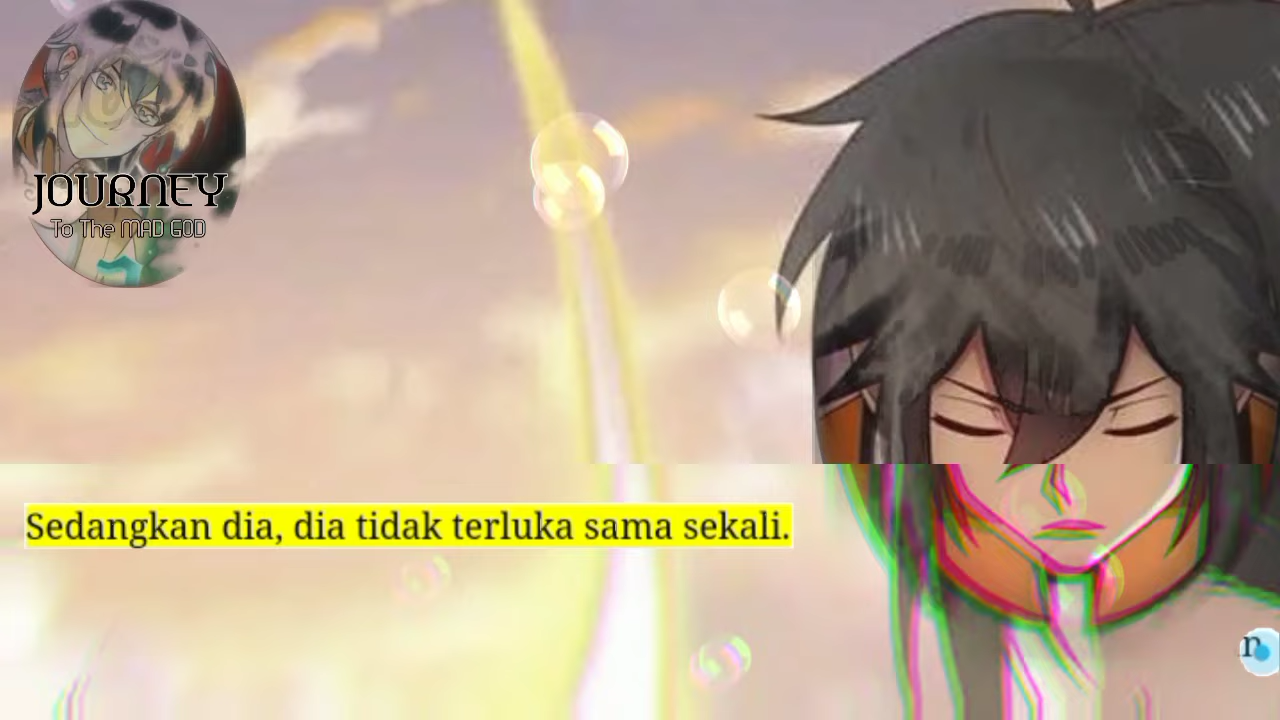 JOURNEY
To The MAD GOD
Sedangkan dia, dia tidak terluka sama sekali.
n